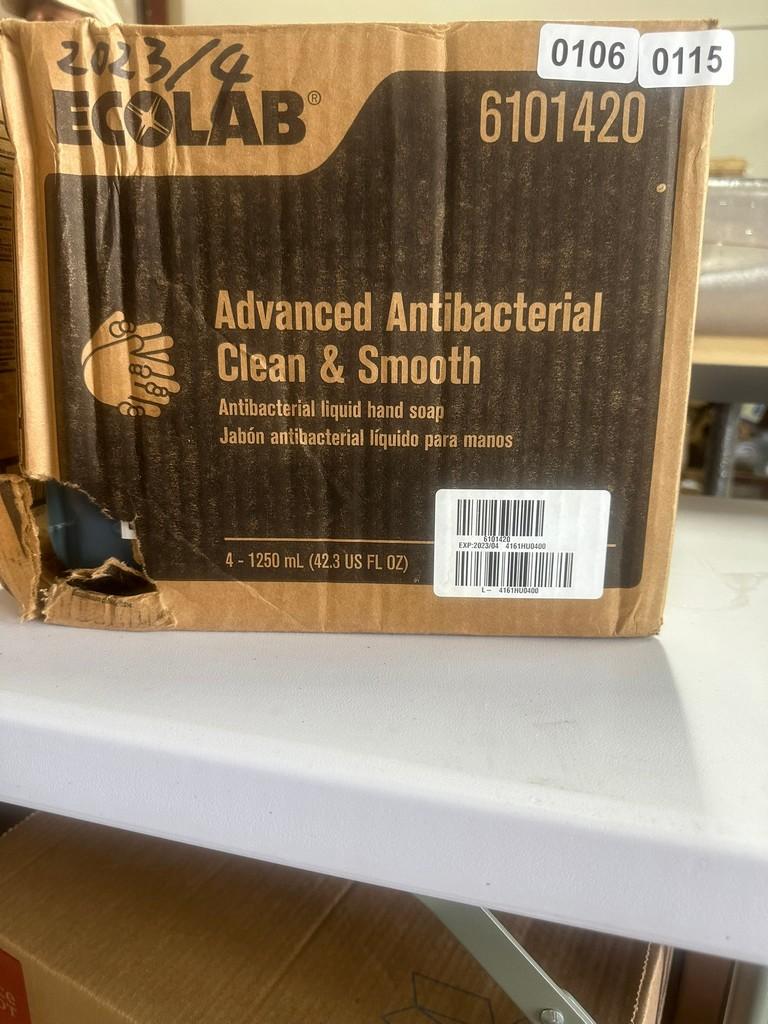 2023/4
0106
0115
ECOLAB®
6101420
Advanced Antibacterial
Clean & Smooth
Antibacterial liquid hand soap
Jabón antibacterial líquido para manos
4 - 1250 mL (42.3 US FL OZ)
6101420
EXP:2023/04 4161HU0400
L- 4161HU0400